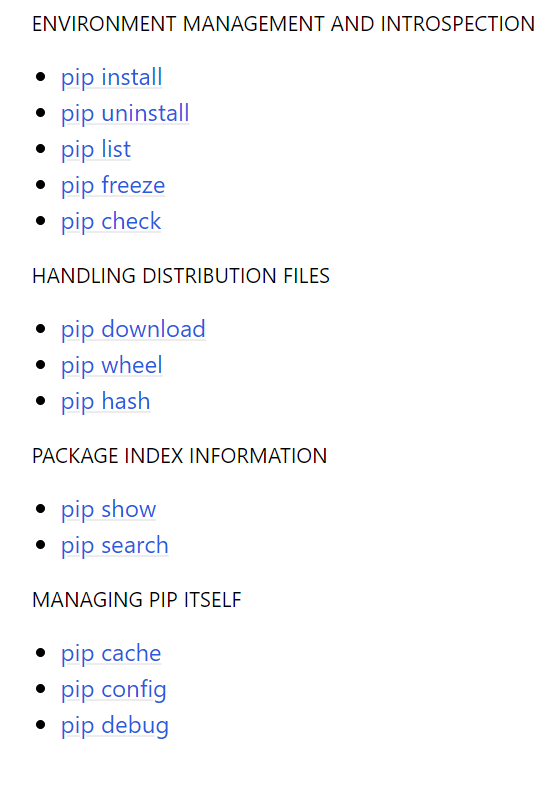 ENVIRONMENT MANAGEMENT AND INTROSPECTION
pip install
pip uninstall
pip list
pip freeze
pip check
HANDLING DISTRIBUTION FILES
pip download
pip wheel
pip hash
PACKAGE INDEX INFORMATION
pip show
pip search
MANAGING PIP ITSELF
pip cache
pip config
pip debug